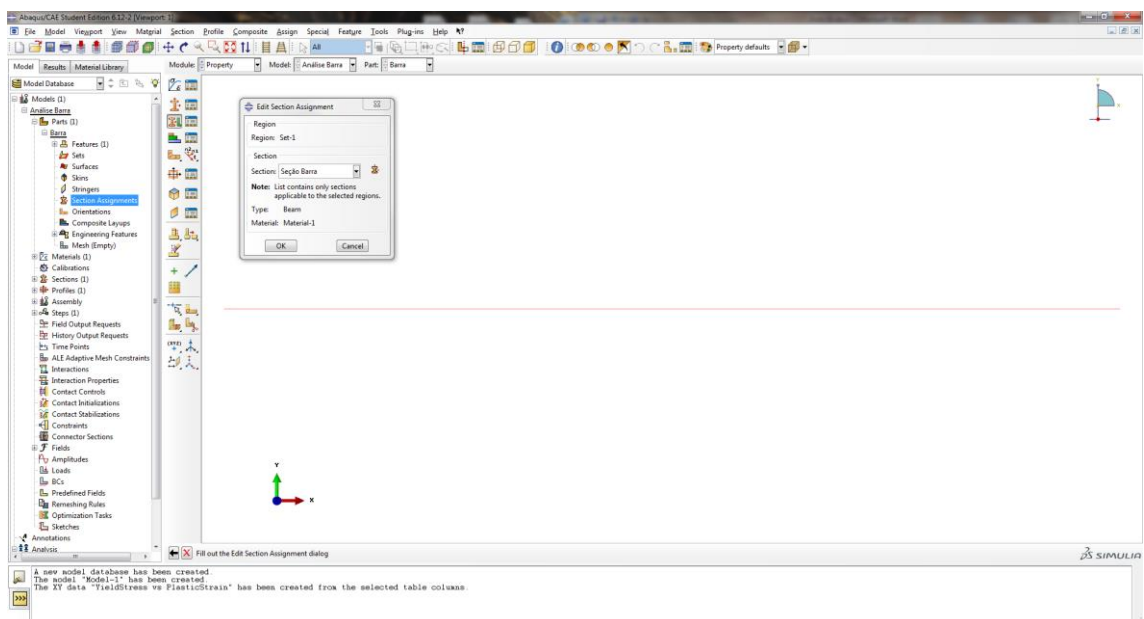 Abaqus/CAE Student Edition 6.12-2 [Viewport: 1]
File Model Viewport View Material Section Profile Composite Assign Special Feature Tools Plug-ins Help
All Property defaults
Model Results Material Library Module: Property Model: Análise Barra Part: Barra
Model Database
Models (1)
Análise Barra
Parts (1)
Barra
Features (1)
Sets
Surfaces
Skins
Stringers
Section Assignments
Orientations
Composite Layups
Engineering Features
Mesh (Empty)
Materials (1)
Calibrations
Sections (1)
Profiles (1)
Assembly
Steps (1)
Field Output Requests
History Output Requests
Time Points
ALE Adaptive Mesh Constraints
Interactions
Interaction Properties
Contact Controls
Contact Initializations
Contact Stabilizations
Constraints
Connector Sections
Fields
Amplitudes
Loads
BCs
Predefined Fields
Remeshing Rules
Optimization Tasks
Sketches
Annotations
Analysis
Edit Section Assignment
Region
Region: Set-1
Section
Section: Seção Barra
Note: List contains only sections
applicable to the selected regions.
Type: Beam
Material: Material-1
OK Cancel
Y
X
Fill out the Edit Section Assignment dialog
SIMULIA
A new model database has been created.
The model "Model-1" has been created.
The XY data "YieldStress vs PlasticStrain" has been created from the selected table columns.